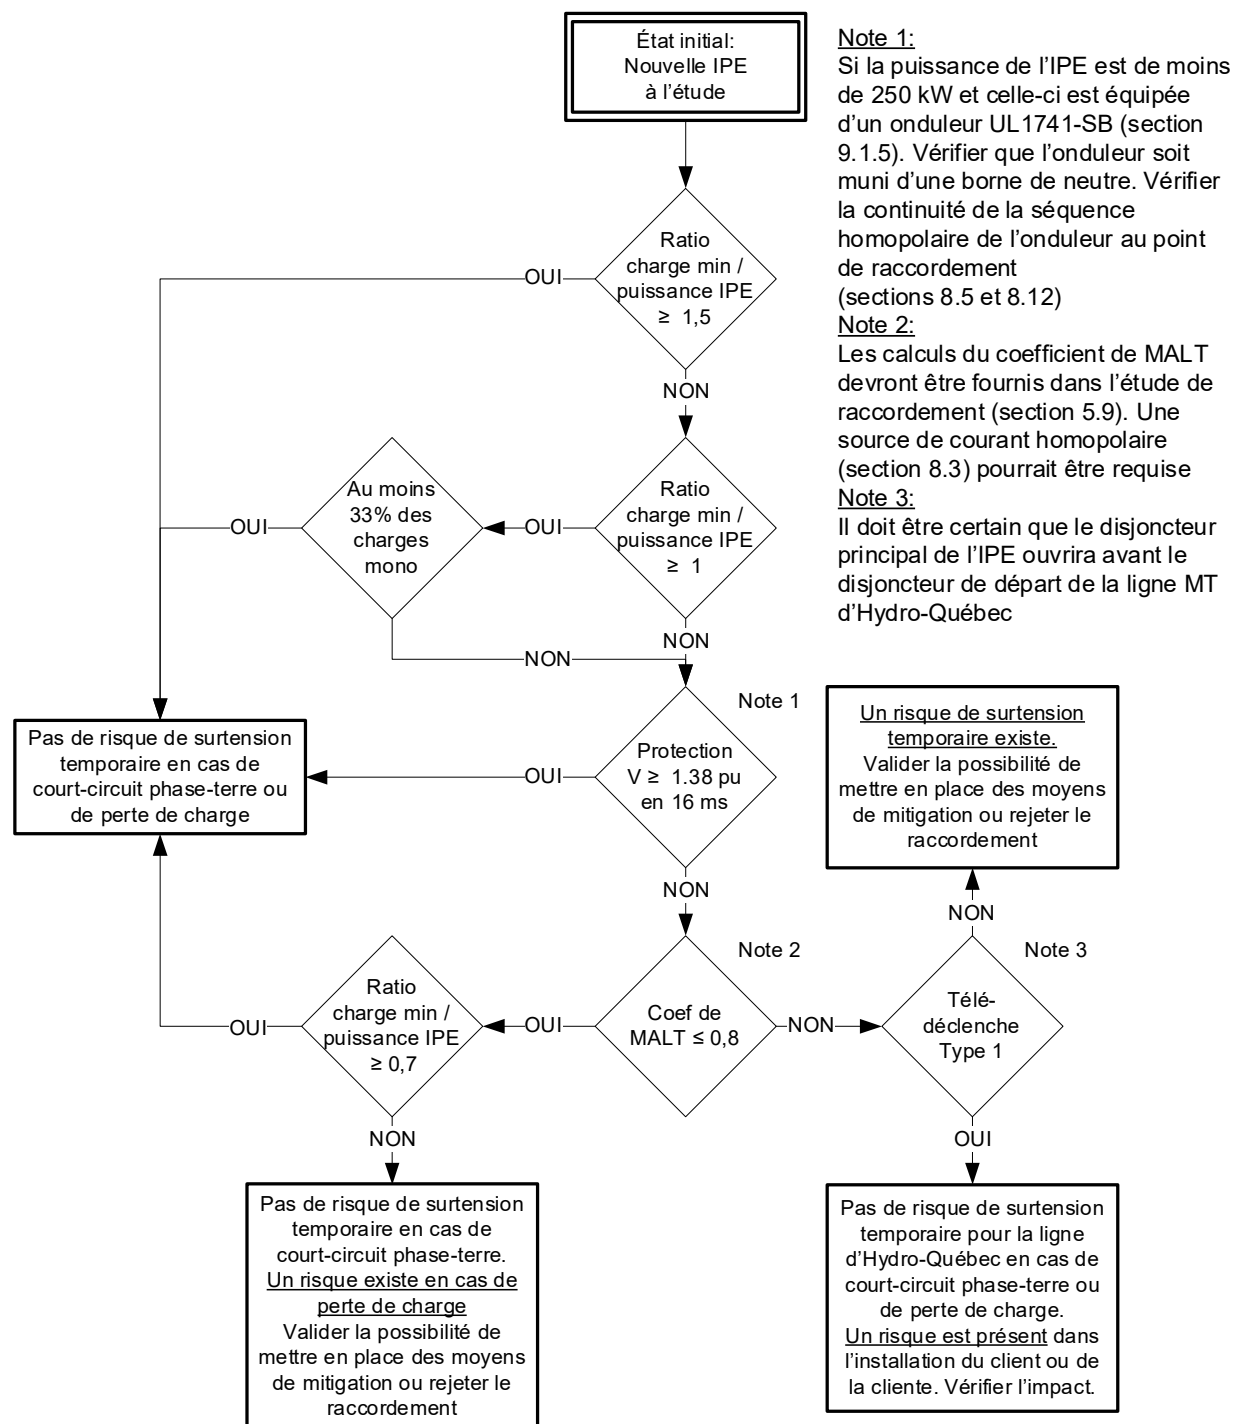 État initial:
Nouvelle IPE
à l'étude
Note 1:
Si la puissance de l'IPE est de moins
de 250 kW et celle-ci est équipée
d'un onduleur UL1741-SB (section
9.1.5). Vérifier que l'onduleur soit
muni d'une borne de neutre. Vérifier
la continuité de la séquence
homopolaire de l'onduleur au point
de raccordement
(sections 8.5 et 8.12)
Note 2:
Les calculs du coefficient de MALT
devront être fournis dans l'étude de
raccordement (section 5.9). Une
source de courant homopolaire
(section 8.3) pourrait être requise
Note 3:
Il doit être certain que le disjoncteur
principal de l'IPE ouvrira avant le
disjoncteur de départ de la ligne MT
d'Hydro-Québec
Ratio
charge min /
puissance IPE
≥ 1,5
OUI
NON
Ratio
charge min /
puissance IPE
≥ 1
OUI
Au moins
33% des
charges
mono
OUI
NON
NON
Note 1
Protection
V ≥ 1.38 pu
en 16 ms
OUI
Pas de risque de surtension
temporaire en cas de
court-circuit phase-terre ou
de perte de charge
NON
Note 2
Coef de
MALT ≤ 0,8
OUI
Ratio
charge min /
puissance IPE
≥ 0,7
OUI
NON
Pas de risque de surtension
temporaire en cas de
court-circuit phase-terre.
Un risque existe en cas de
perte de charge
Valider la possibilité de
mettre en place des moyens
de mitigation ou rejeter le
raccordement
NON
Note 3
Télé-
déclenche
Type 1
NON
Un risque de surtension
temporaire existe.
Valider la possibilité de
mettre en place des moyens
de mitigation ou rejeter le
raccordement
OUI
Pas de risque de surtension
temporaire pour la ligne
d'Hydro-Québec en cas de
court-circuit phase-terre ou
de perte de charge.
Un risque est présent dans
l'installation du client ou de
la cliente. Vérifier l'impact.